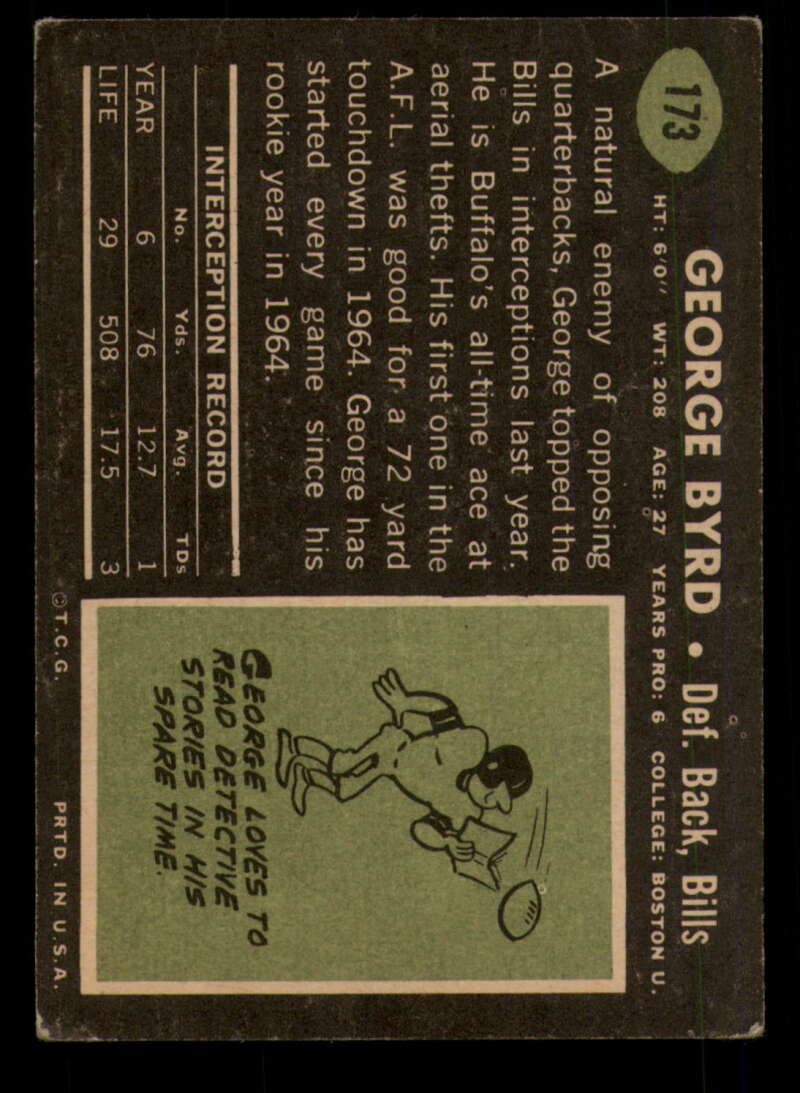 173
GEORGE BYRD • Def. Back, Bills
HT: 6'0" WT: 208 AGE: 27 YEARS PRO: 6 COLLEGE: BOSTON U.
A natural enemy of opposing
quarterbacks, George topped the
Bills in interceptions last year.
He is Buffalo's all-time ace at
aerial thefts. His first one in the
A.F.L. was good for a 72 yard
touchdown in 1964. George has
started every game since his
rookie year in 1964.
INTERCEPTION RECORD
No. Yds. Avg. TDs
YEAR 6 76 12.7 1
LIFE 29 508 17.5 3
GEORGE LOVES TO
READ DETECTIVE
STORIES IN HIS
SPARE TIME.
©T.C.G. PRTD. IN U.S.A.